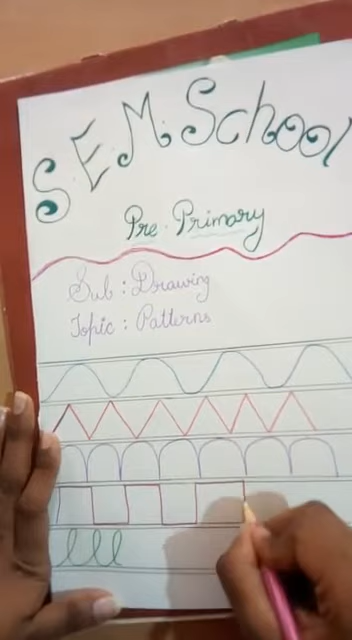 S.E.M. School
Pre-Primary
Sub : Drawing
Topic : Patterns